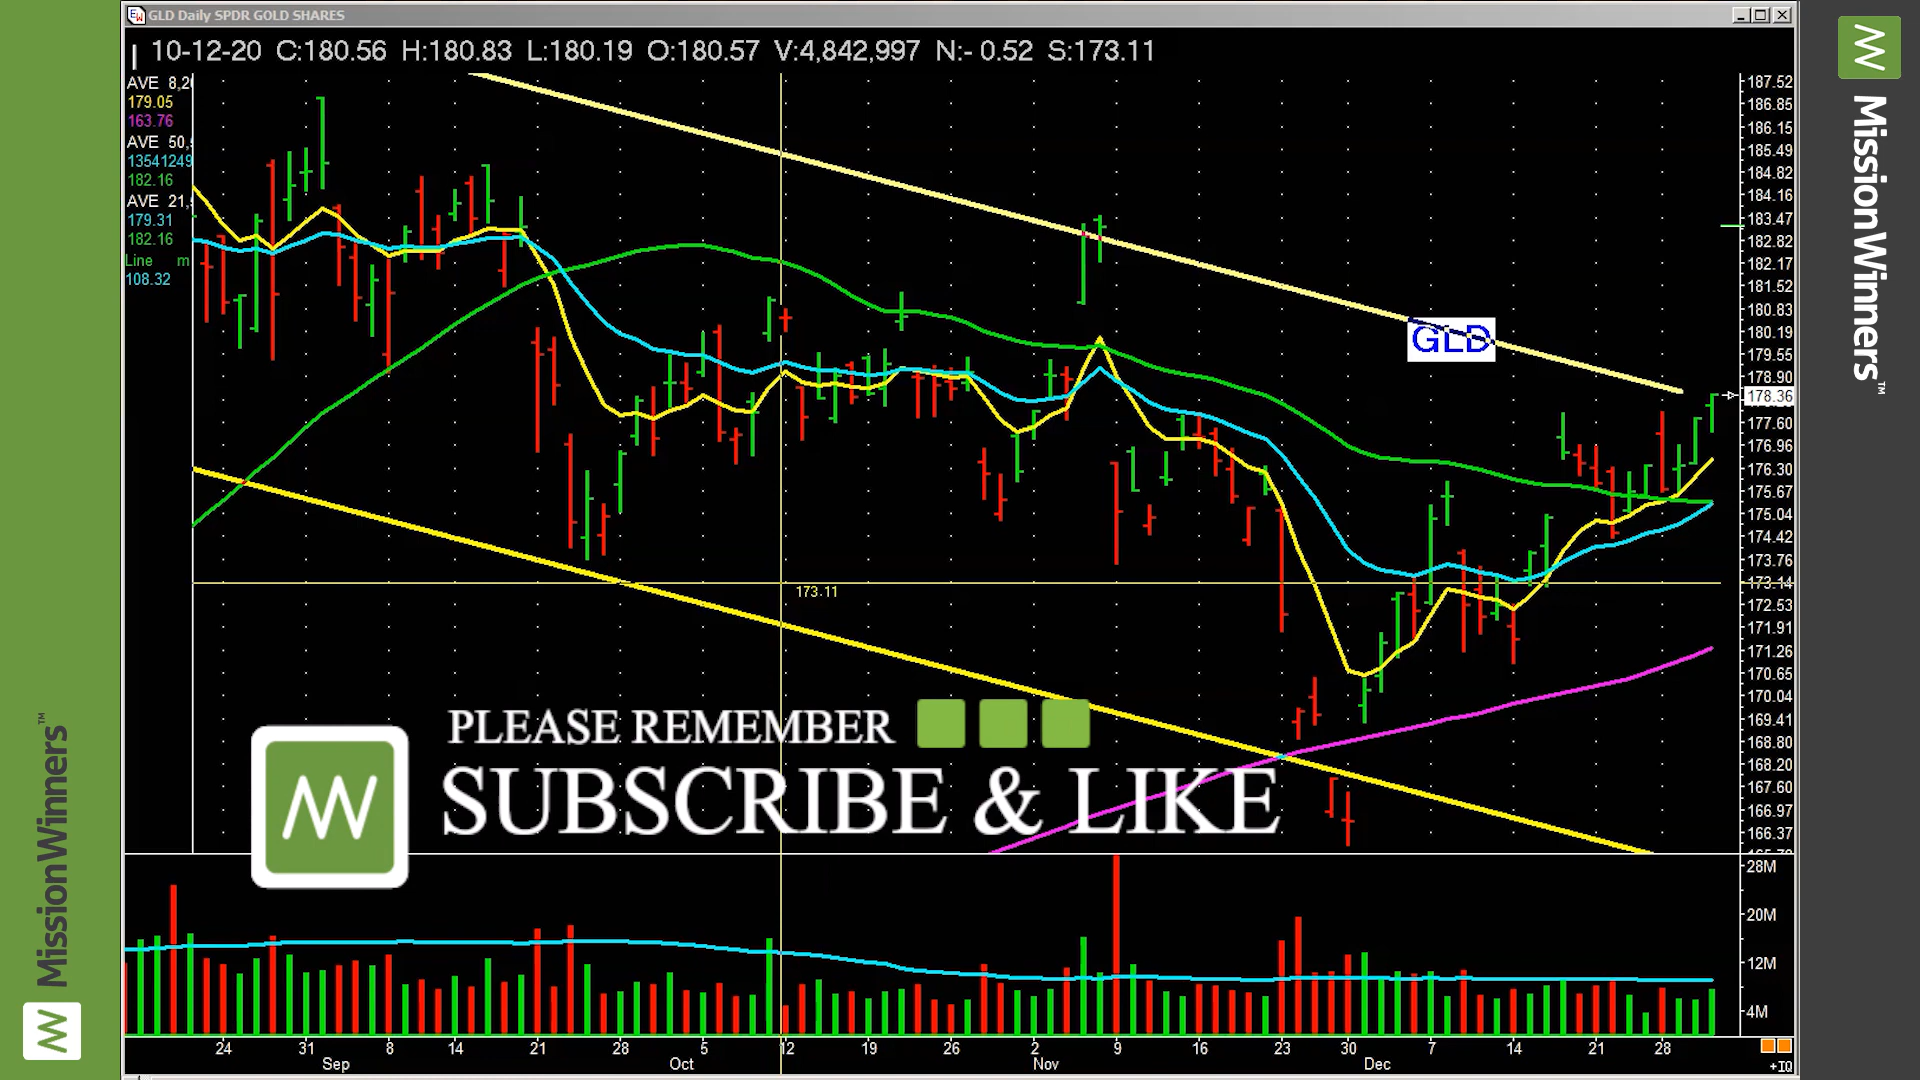 GLD Daily SPDR GOLD SHARES
10-12-20 C:180.56 H:180.83 L:180.19 O:180.57 V:4,842,997 N:- 0.52 S:173.11
AVE 8,20
179.05
163.76
AVE 50,
13541249
182.16
AVE 21,
179.31
182.16
Line m
108.32
187.52
186.85
186.15
185.49
184.82
184.16
183.47
182.82
182.17
181.52
180.83
180.19
179.55
178.90
178.36
177.60
176.96
176.30
175.67
175.04
174.42
173.76
173.14
172.53
171.91
171.26
170.65
170.04
169.41
168.80
168.20
167.60
166.97
166.37
GLD
173.11
PLEASE REMEMBER
SUBSCRIBE & LIKE
28M
20M
12M
4M
24 31 8 14 21 28 5 12 19 26 2 9 16 23 30 7 14 21 28
Sep Oct Nov Dec
+IQ
MissionWinners™
MissionWinners™